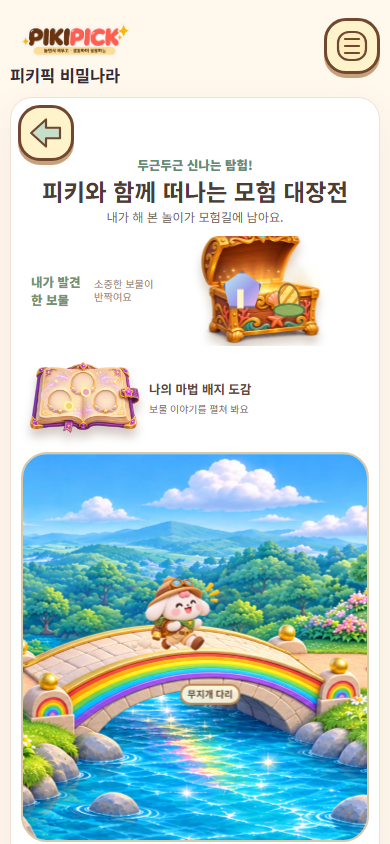 PIKIPICK
피키픽 비밀나라
두근두근 신나는 탐험!
피키와 함께 떠나는 모험 대장전
내가 해 본 놀이가 모험길에 남아요.
내가 발견
한 보물
소중한 보물이
반짝여요
나의 마법 배지 도감
보물 이야기를 펼쳐 봐요
무지개 다리